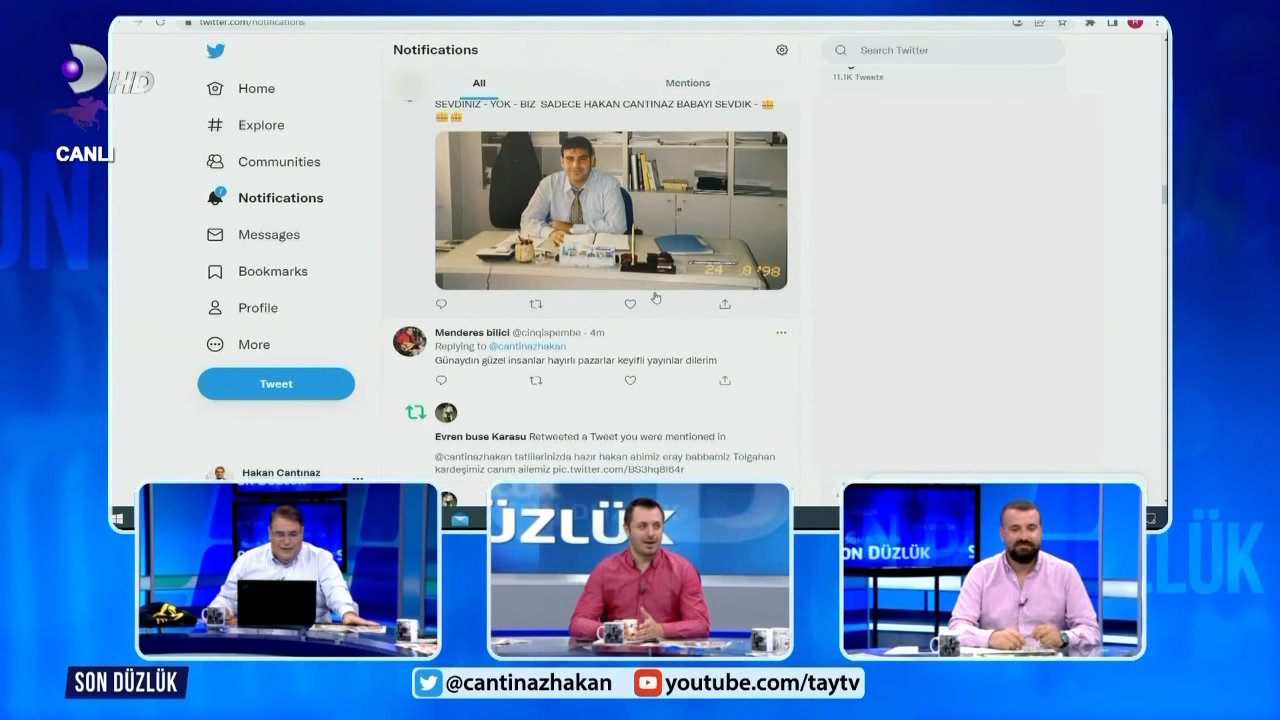 twitter.com/notifications
HD
CANLI
Home
Explore
Communities
Notifications
Messages
Bookmarks
Profile
More
Tweet
Hakan Cantınaz
Notifications
All
Mentions
SEVDİNİZ - YOK - BİZ SADECE HAKAN CANTINAZ BABAYI SEVDİK -
24 8 '98
Menderes bilici @cinqispembe · 4m
Replying to @cantinazhakan
Günaydın güzel insanlar hayırlı pazarlar keyifli yayınlar dilerim
Evren buse Karasu Retweeted a Tweet you were mentioned in
@cantinazhakan tatliiarinizda hazır hakan abimiz eray babbamiz Tolgahan
kardeşimiz canım ailemiz pic.twitter.com/BS3hq8I64r
Search Twitter
11.1K Tweets
ON
ÜZLÜK
ON DÜZLÜK
S
ZLÜK
SON DÜZLÜK
@cantinazhakan
youtube.com/taytv